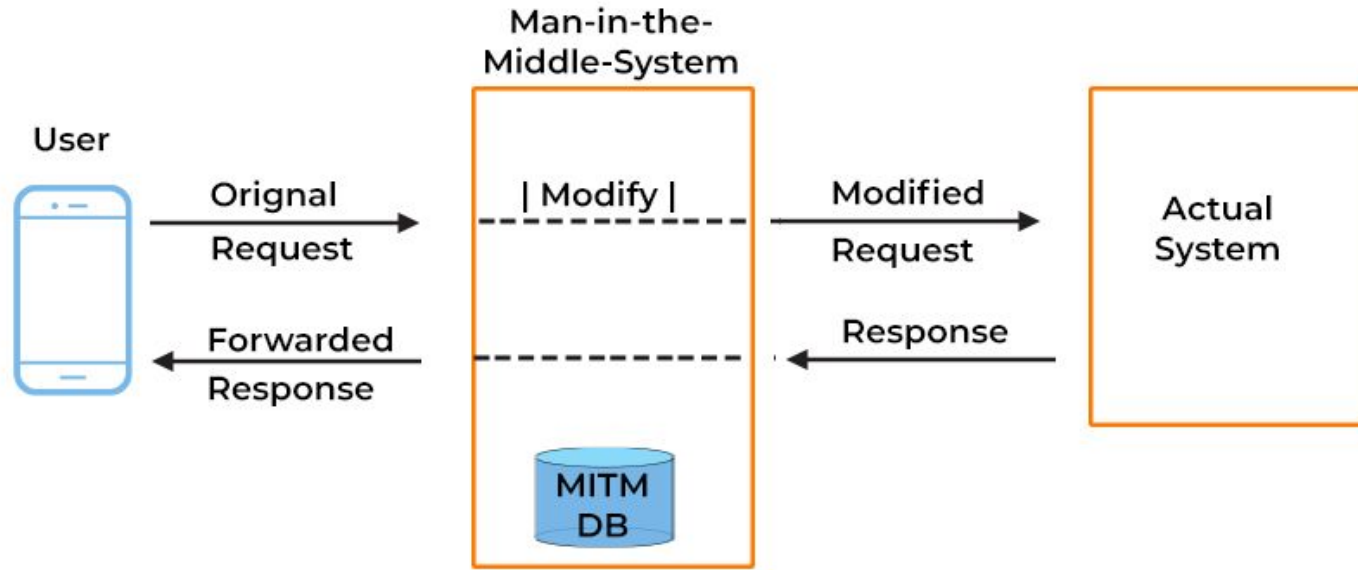 Man-in-the-
Middle-System
User
Orignal
Request
| Modify |
Modified
Request
Actual
System
Forwarded
Response
Response
MITM
DB